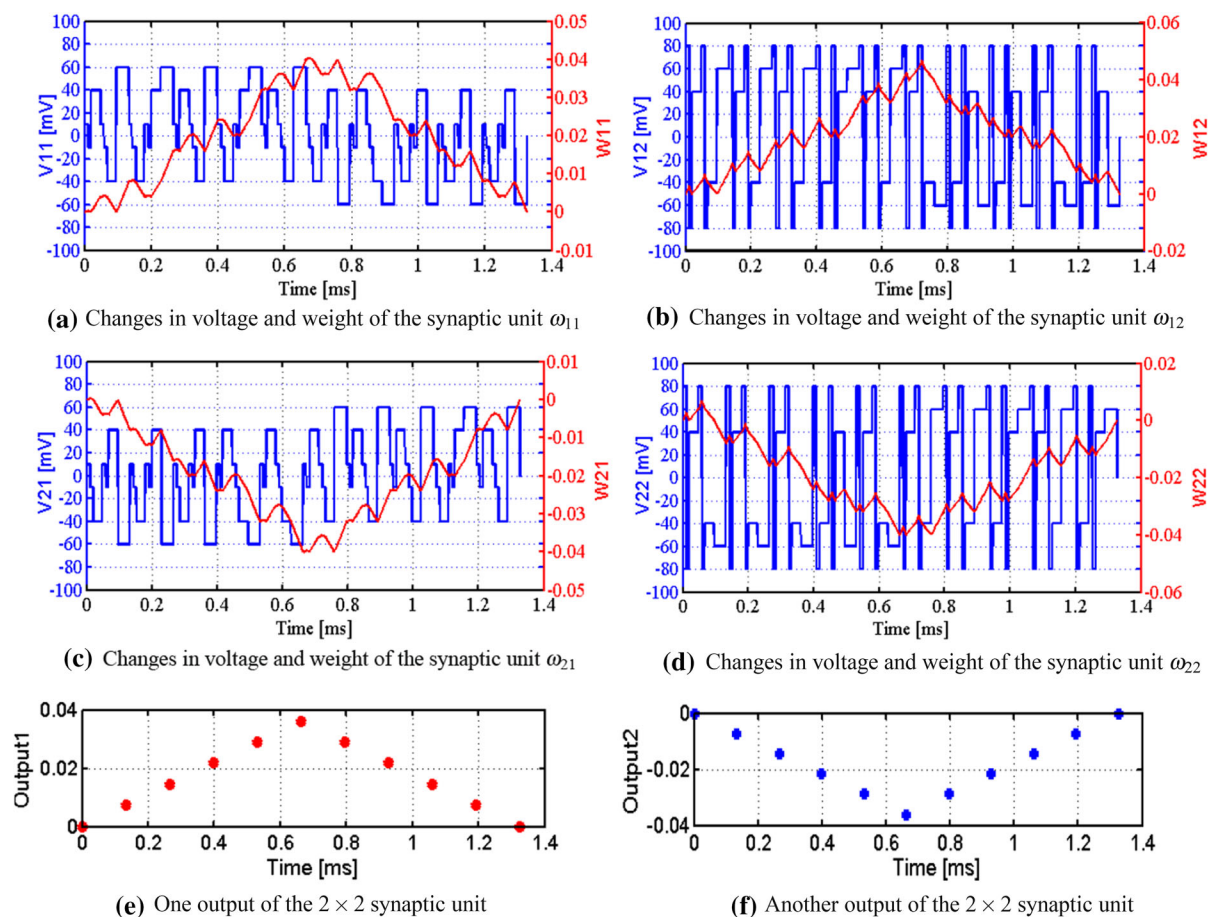 100
80
60
40
20
0
-20
-40
-60
-80
-100
V11 [mV]
0.05
0.04
0.03
0.02
0.01
0
-0.01
W11
0 0.2 0.4 0.6 0.8 1 1.2 1.4
Time [ms]
(a) Changes in voltage and weight of the synaptic unit ω11
100
80
60
40
20
0
-20
-40
-60
-80
-100
V12 [mV]
0.06
0.04
0.02
0
-0.02
W12
0 0.2 0.4 0.6 0.8 1 1.2 1.4
Time [ms]
(b) Changes in voltage and weight of the synaptic unit ω12
100
80
60
40
20
0
-20
-40
-60
-80
-100
V21 [mV]
0.01
0
-0.01
-0.02
-0.03
-0.04
-0.05
W21
0 0.2 0.4 0.6 0.8 1 1.2 1.4
Time [ms]
(c) Changes in voltage and weight of the synaptic unit ω21
100
80
60
40
20
0
-20
-40
-60
-80
-100
V22 [mV]
0.02
0
-0.02
-0.04
-0.06
W22
0 0.2 0.4 0.6 0.8 1 1.2 1.4
Time [ms]
(d) Changes in voltage and weight of the synaptic unit ω22
0.04
0.02
0
Output1
0 0.2 0.4 0.6 0.8 1 1.2 1.4
Time [ms]
(e) One output of the 2 × 2 synaptic unit
0
-0.02
-0.04
Output2
0 0.2 0.4 0.6 0.8 1 1.2 1.4
Time [ms]
(f) Another output of the 2 × 2 synaptic unit